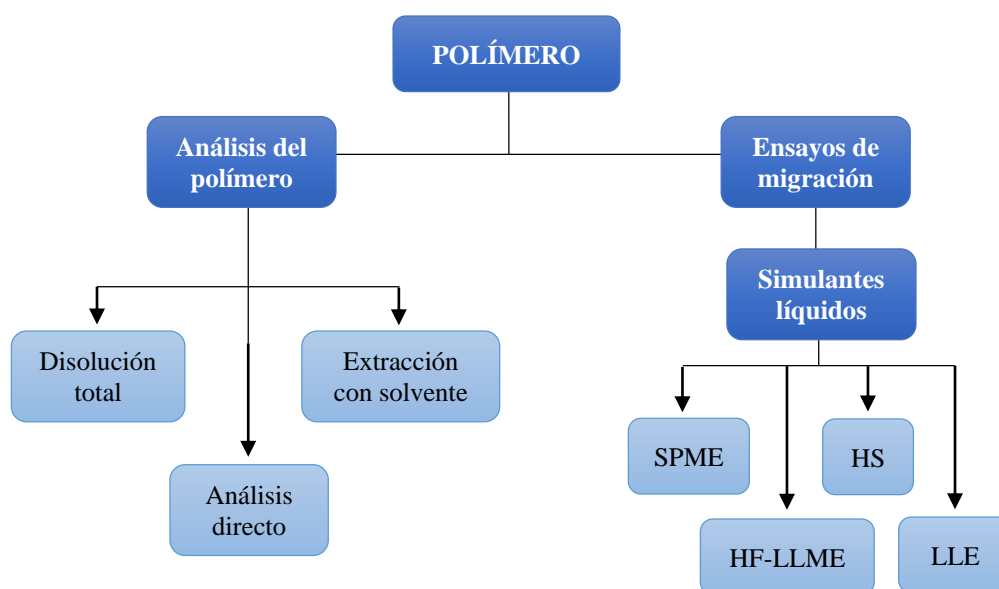 POLÍMERO
Análisis del
polímero
Ensayos de
migración
Simulantes
líquidos
Disolución
total
Extracción
con solvente
Análisis
directo
SPME
HS
HF-LLME
LLE